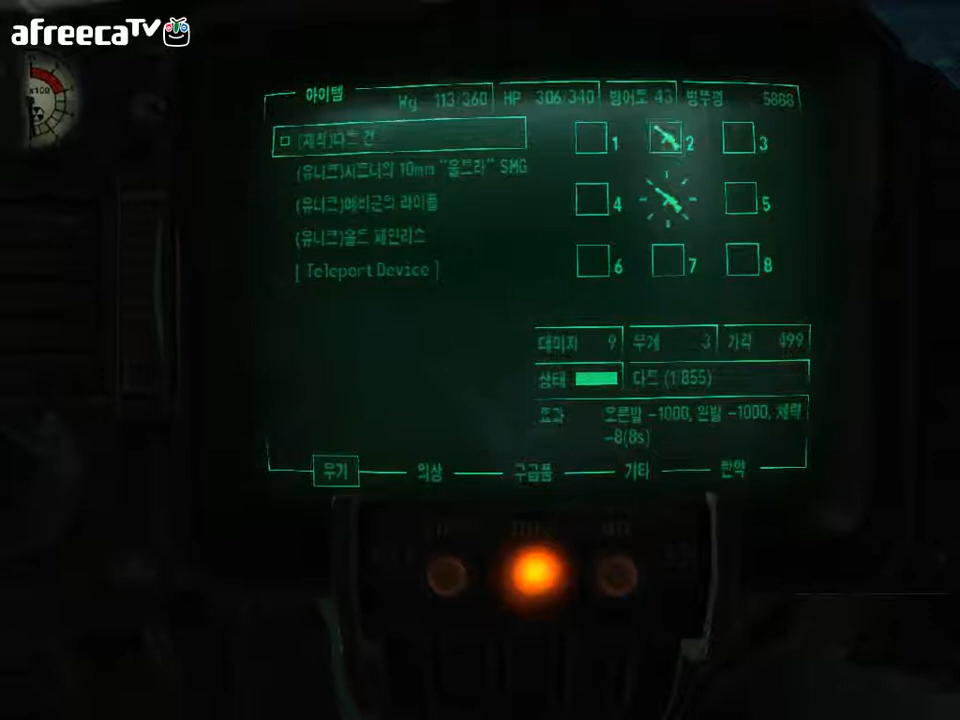 afreecaTV
x100
아이템 Wg 113/360 HP 306/340 방어도 43 병뚜껑 5888
(제작)다트 건
(유니크)시드니의 10mm "울트라" SMG
(유니크)예비군의 라이플
(유니크)올드 페인리스
[ Teleport Device ]
1 2 3
4 5
6 7 8
대미지 9 무게 3 가격 499
상태 다트 (1855)
효과 오른발 -1000, 왼발 -1000, 체력
-8(8s)
무기 의상 구급품 기타 탄약